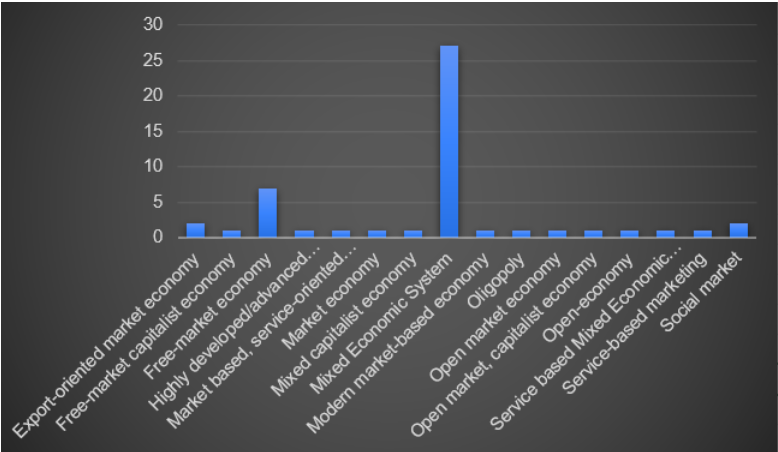 30
25
20
15
10
5
0
Export-oriented market economy
Free-market capitalist economy
Free-market economy
Highly developed/advanced…
Market based, service-oriented…
Market economy
Mixed capitalist economy
Mixed Economic System
Modern market-based economy
Oligopoly
Open market economy
Open market, capitalist economy
Open-economy
Service based Mixed Economic…
Service-based marketing
Social market